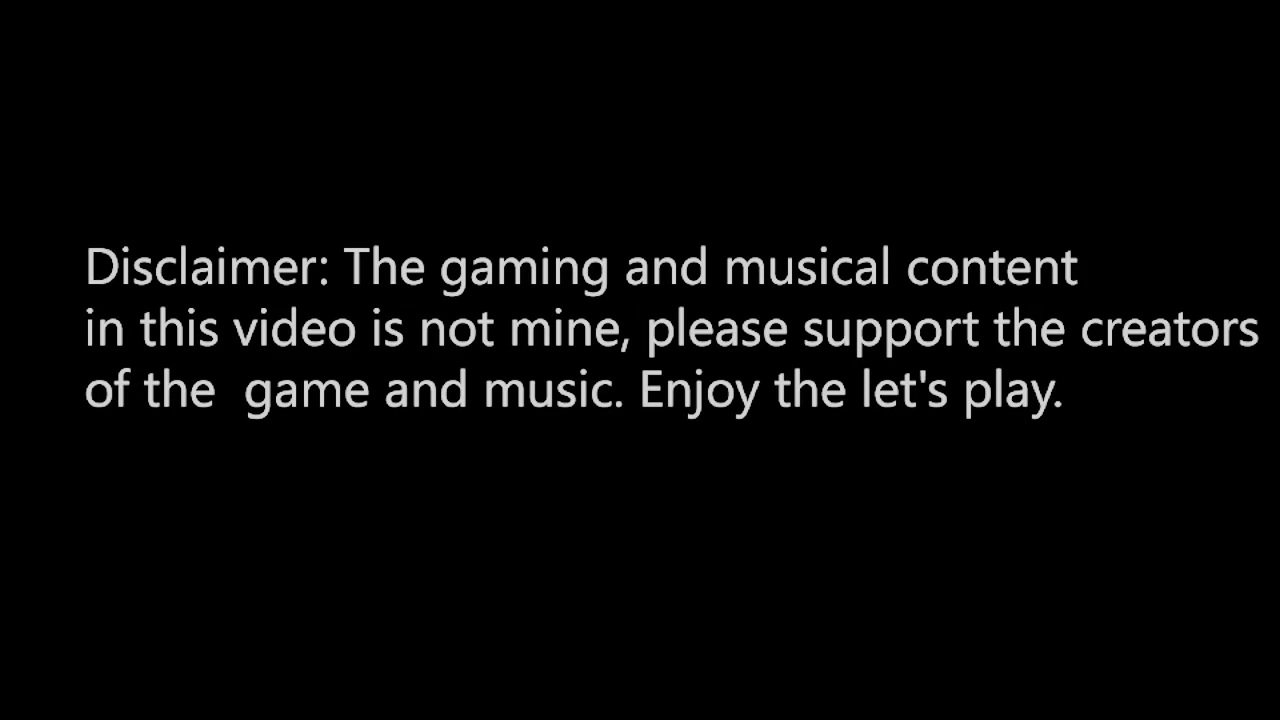 Disclaimer: The gaming and musical content
in this video is not mine, please support the creators
of the  game and music. Enjoy the let's play.